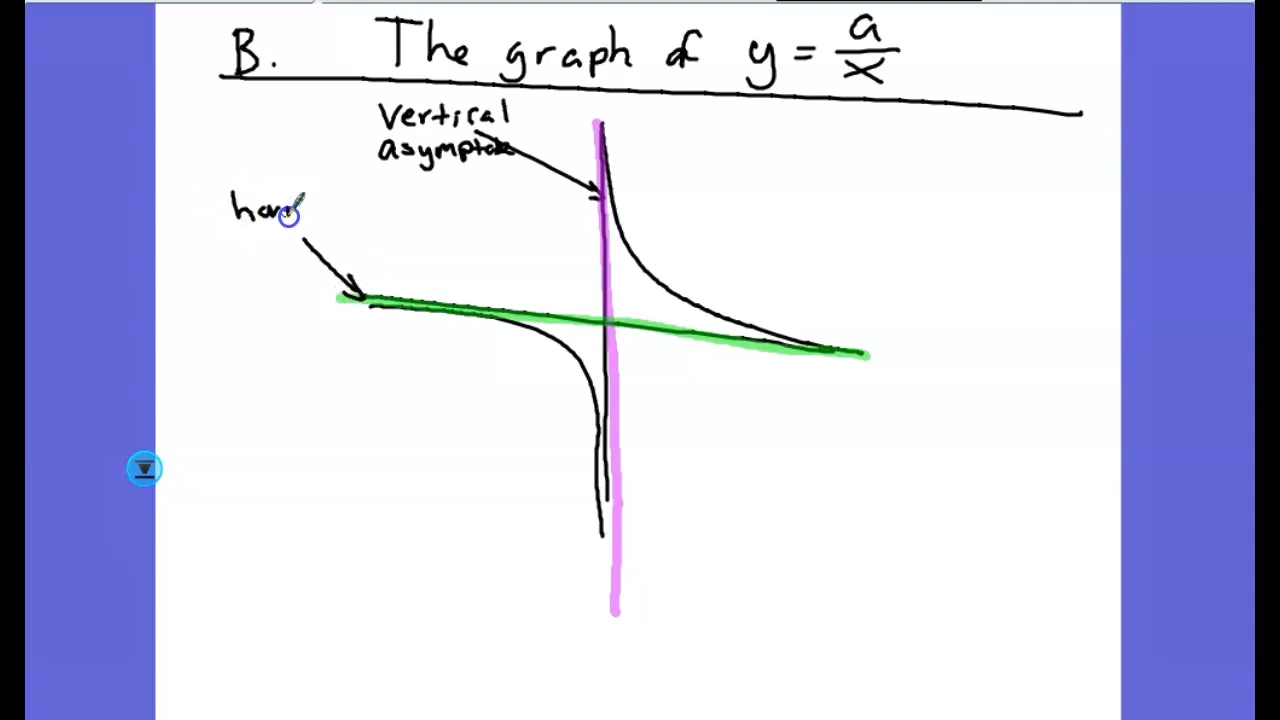 B. The graph of y = a/x
vertical
asymptote
hor